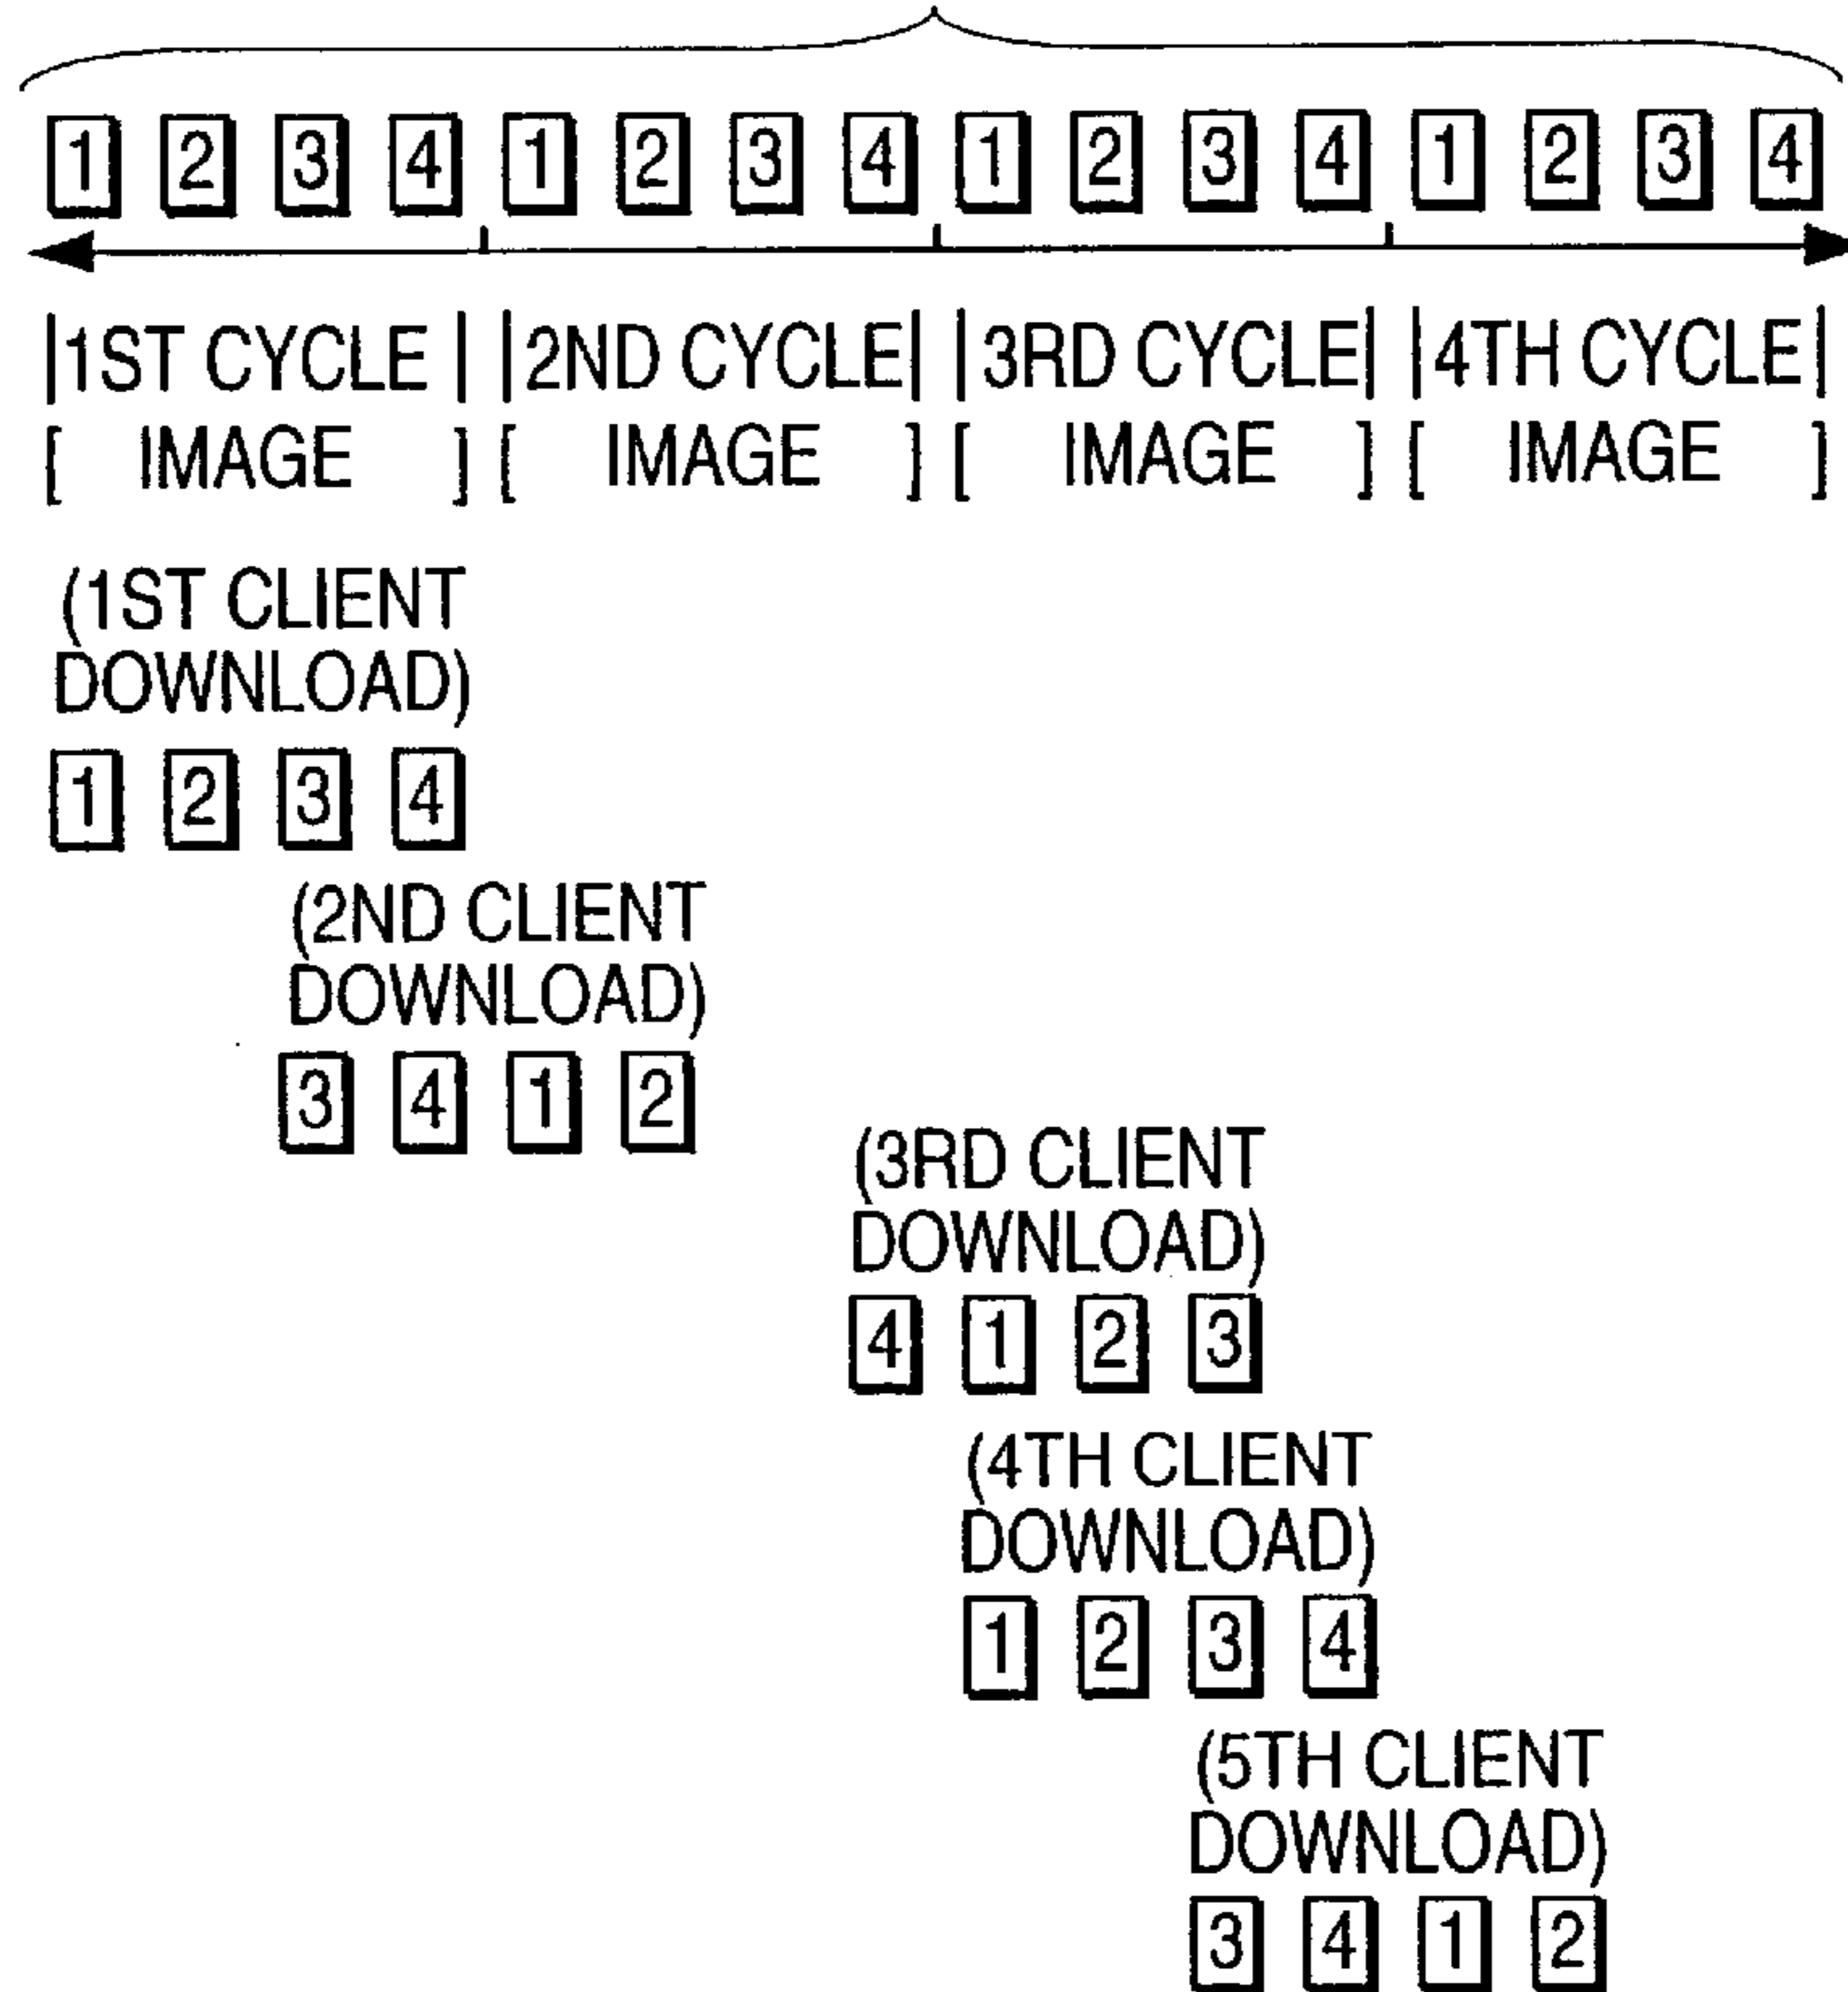 1 2 3 4 1 2 3 4 1 2 3 4 1 2 3 4
|1ST CYCLE| |2ND CYCLE| |3RD CYCLE| |4TH CYCLE|
[ IMAGE ] [ IMAGE ] [ IMAGE ] [ IMAGE ]
(1ST CLIENT
DOWNLOAD)
1 2 3 4
(2ND CLIENT
DOWNLOAD)
3 4 1 2
(3RD CLIENT
DOWNLOAD)
4 1 2 3
(4TH CLIENT
DOWNLOAD)
1 2 3 4
(5TH CLIENT
DOWNLOAD)
3 4 1 2